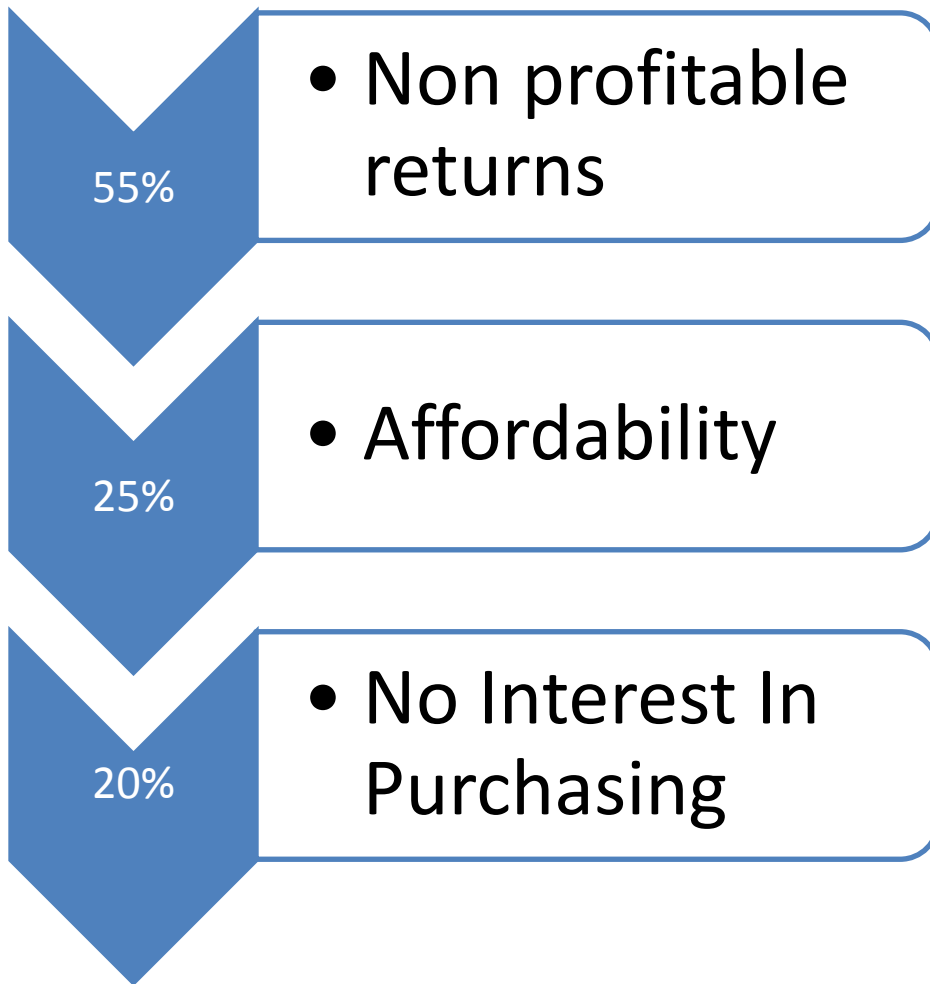 55%
• Non profitable
returns
25%
• Affordability
20%
• No Interest In
Purchasing